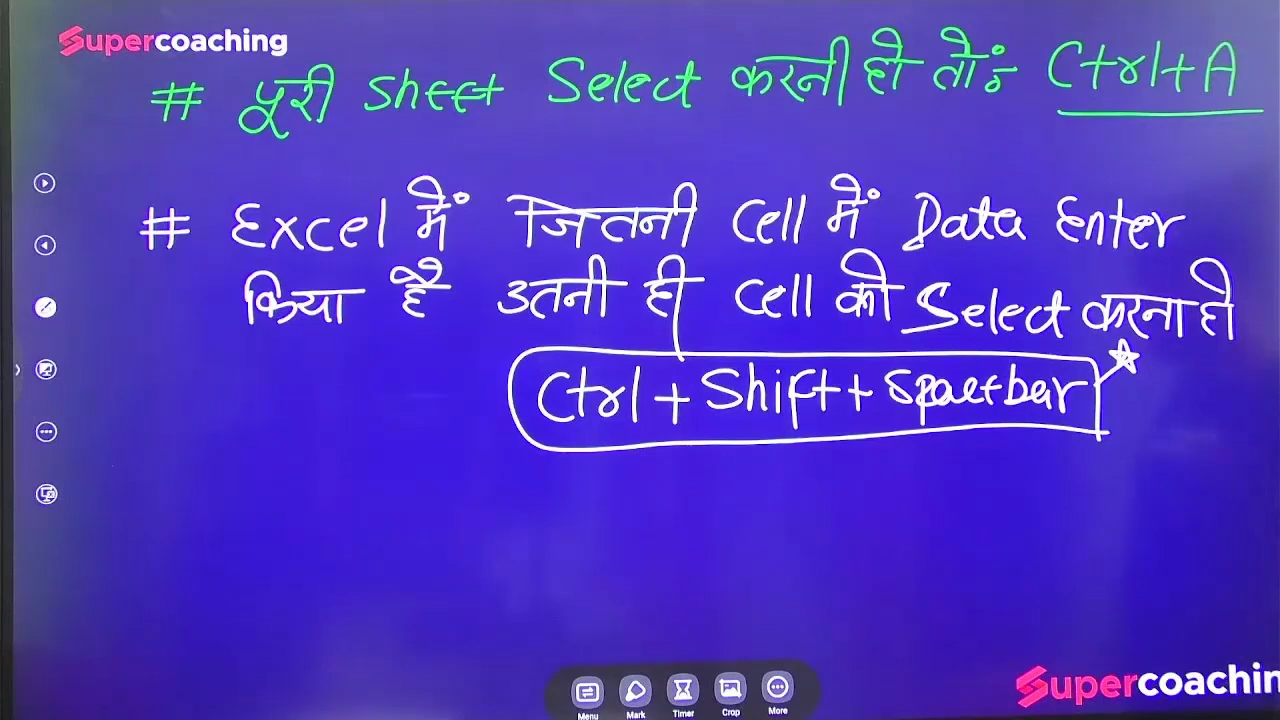 Supercoaching
# पूरी Sheet Select करनी हो तो: Ctrl+A
# Excel में जितनी Cell में Data Enter
किया है उतनी ही Cell को Select करना हो
Ctrl + Shift + Spacebar
Menu Mark Timer Crop More
Supercoachin